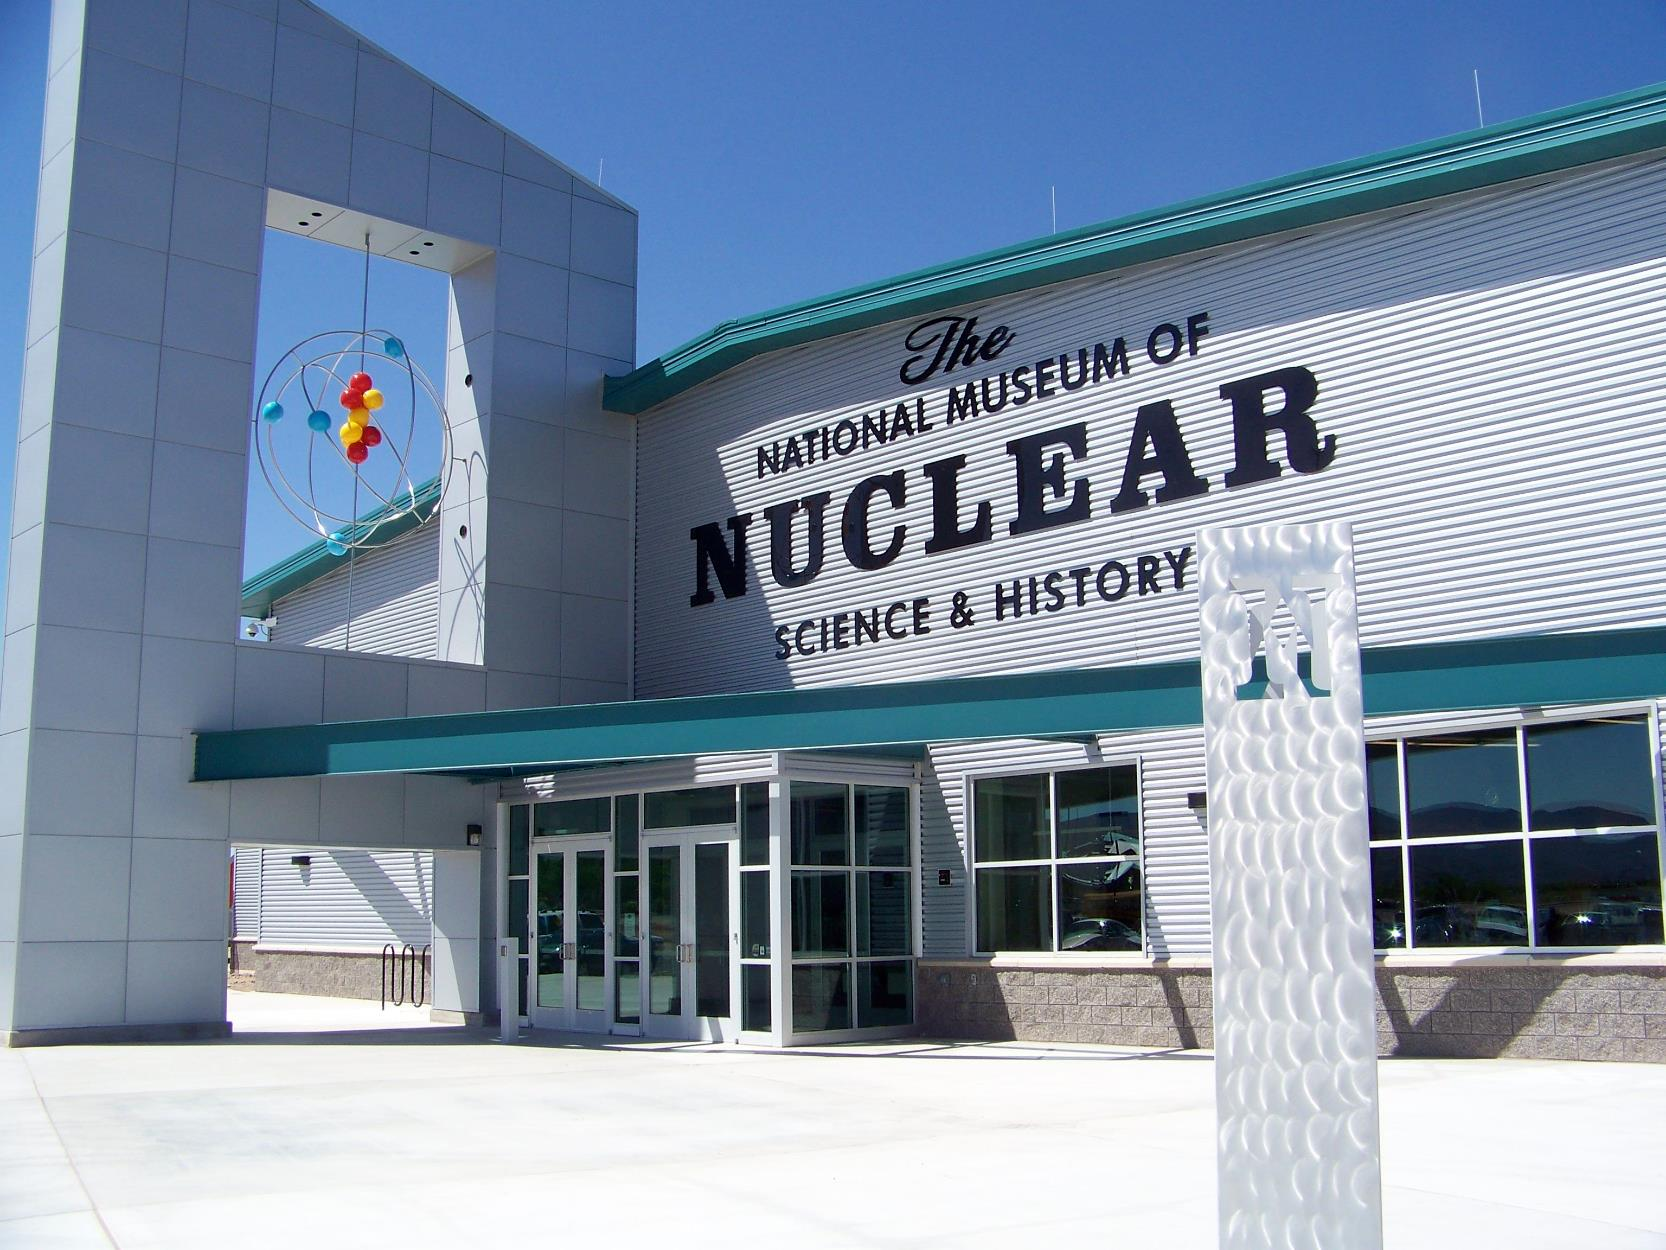 The
NATIONAL MUSEUM OF
NUCLEAR
SCIENCE & HISTORY